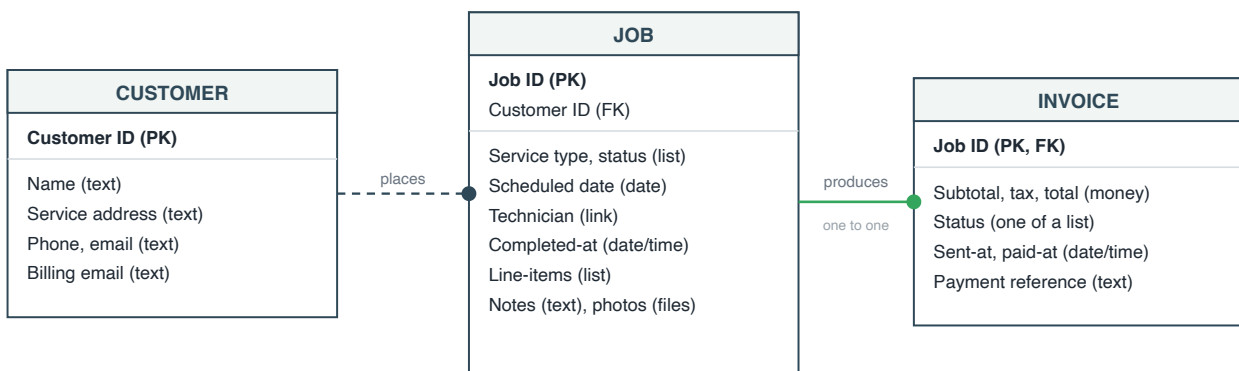 CUSTOMER
Customer ID (PK)
Name (text)
Service address (text)
Phone, email (text)
Billing email (text)
places
JOB
Job ID (PK)
Customer ID (FK)
Service type, status (list)
Scheduled date (date)
Technician (link)
Completed-at (date/time)
Line-items (list)
Notes (text), photos (files)
produces
one to one
INVOICE
Job ID (PK, FK)
Subtotal, tax, total (money)
Status (one of a list)
Sent-at, paid-at (date/time)
Payment reference (text)